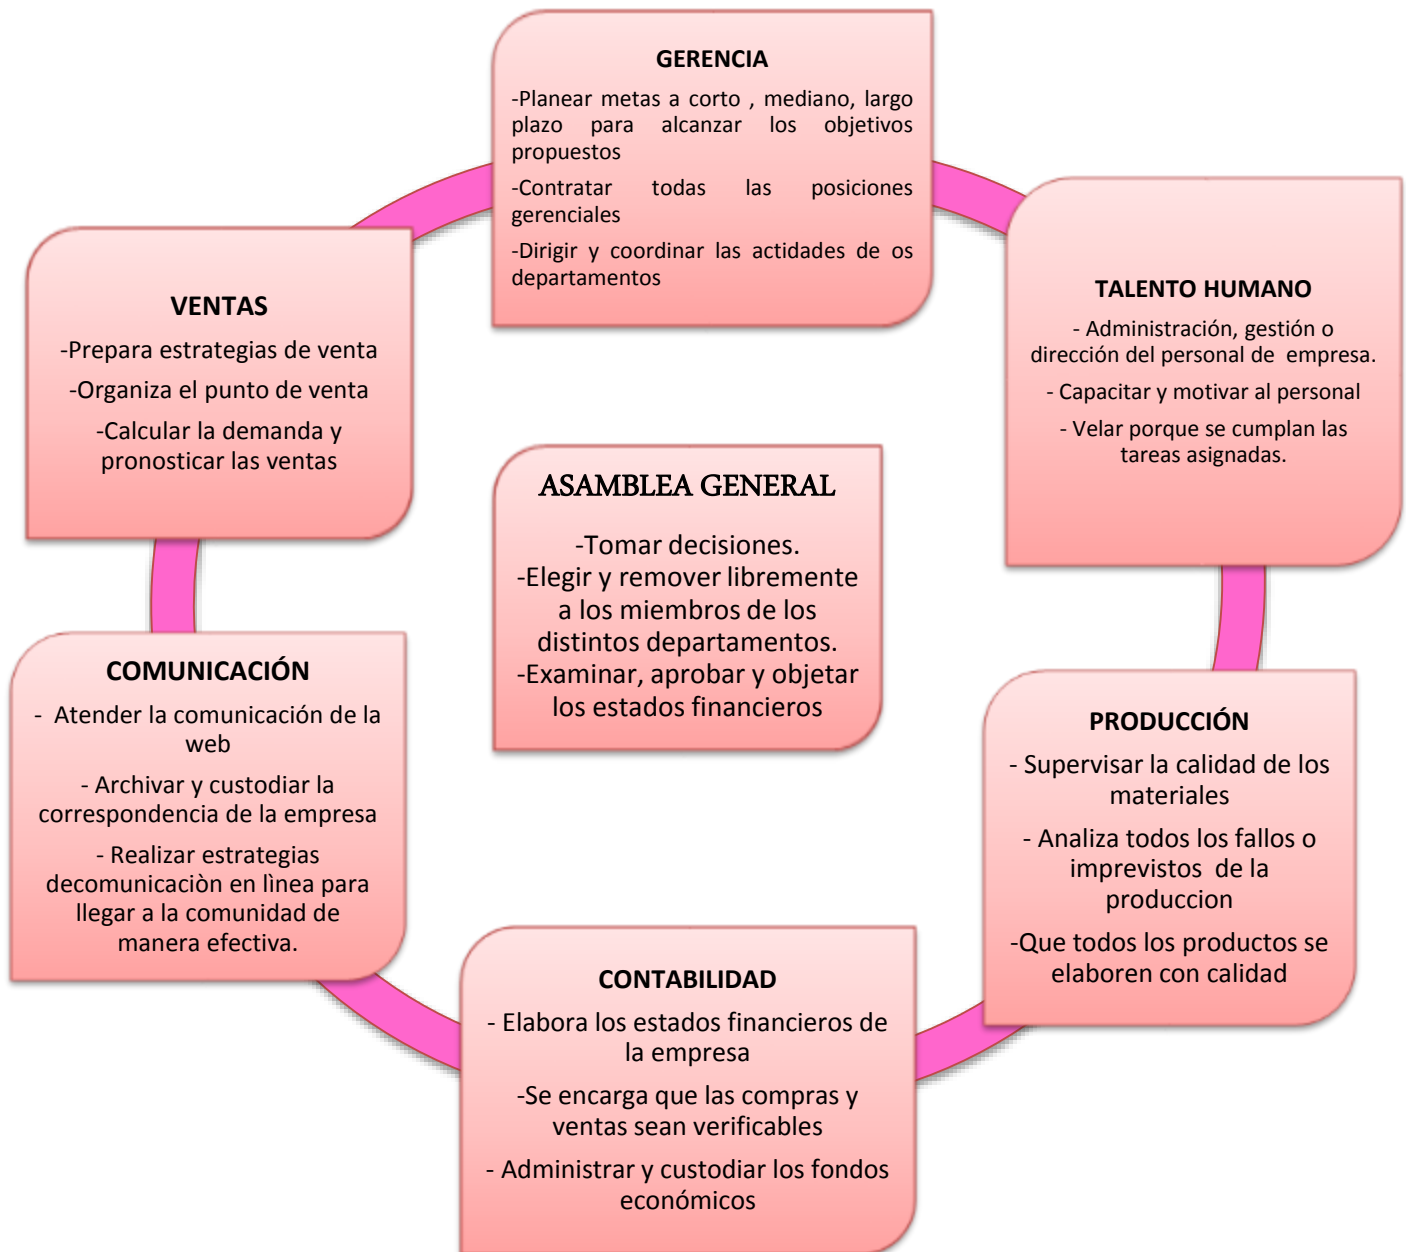 GERENCIA
-Planear metas a corto , mediano, largo
plazo para alcanzar los objetivos
propuestos
-Contratar todas las posiciones
gerenciales
-Dirigir y coordinar las actidades de os
departamentos
TALENTO HUMANO
- Administración, gestión o
dirección del personal de empresa.
- Capacitar y motivar al personal
- Velar porque se cumplan las
tareas asignadas.
PRODUCCIÓN
- Supervisar la calidad de los
materiales
- Analiza todos los fallos o
imprevistos de la
produccion
-Que todos los productos se
elaboren con calidad
CONTABILIDAD
- Elabora los estados financieros de
la empresa
-Se encarga que las compras y
ventas sean verificables
- Administrar y custodiar los fondos
económicos
COMUNICACIÓN
- Atender la comunicación de la
web
- Archivar y custodiar la
correspondencia de la empresa
- Realizar estrategias
decomunicaciòn en lìnea para
llegar a la comunidad de
manera efectiva.
VENTAS
-Prepara estrategias de venta
-Organiza el punto de venta
-Calcular la demanda y
pronosticar las ventas
ASAMBLEA GENERAL
-Tomar decisiones.
-Elegir y remover libremente
a los miembros de los
distintos departamentos.
-Examinar, aprobar y objetar
los estados financieros